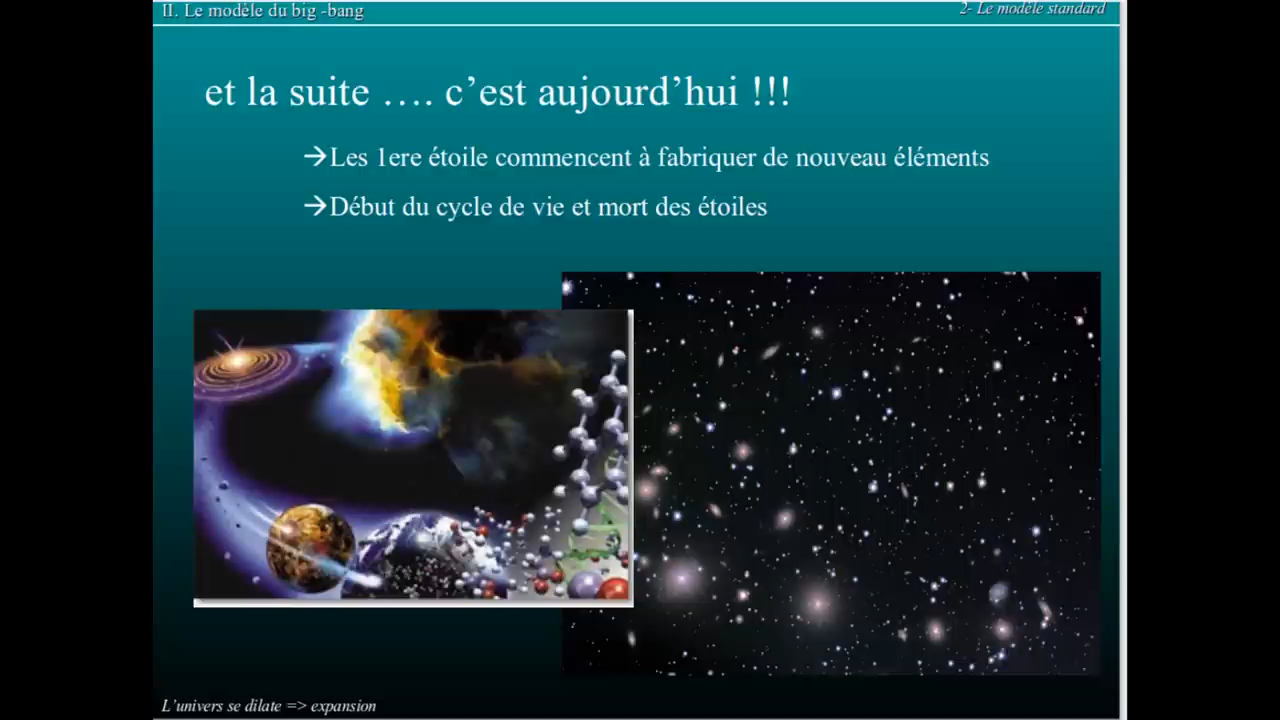 II. Le modèle du big -bang
2- Le modèle standard
et la suite …. c’est aujourd’hui !!!
→Les 1ere étoile commencent à fabriquer de nouveau éléments
→Début du cycle de vie et mort des étoiles
L’univers se dilate => expansion